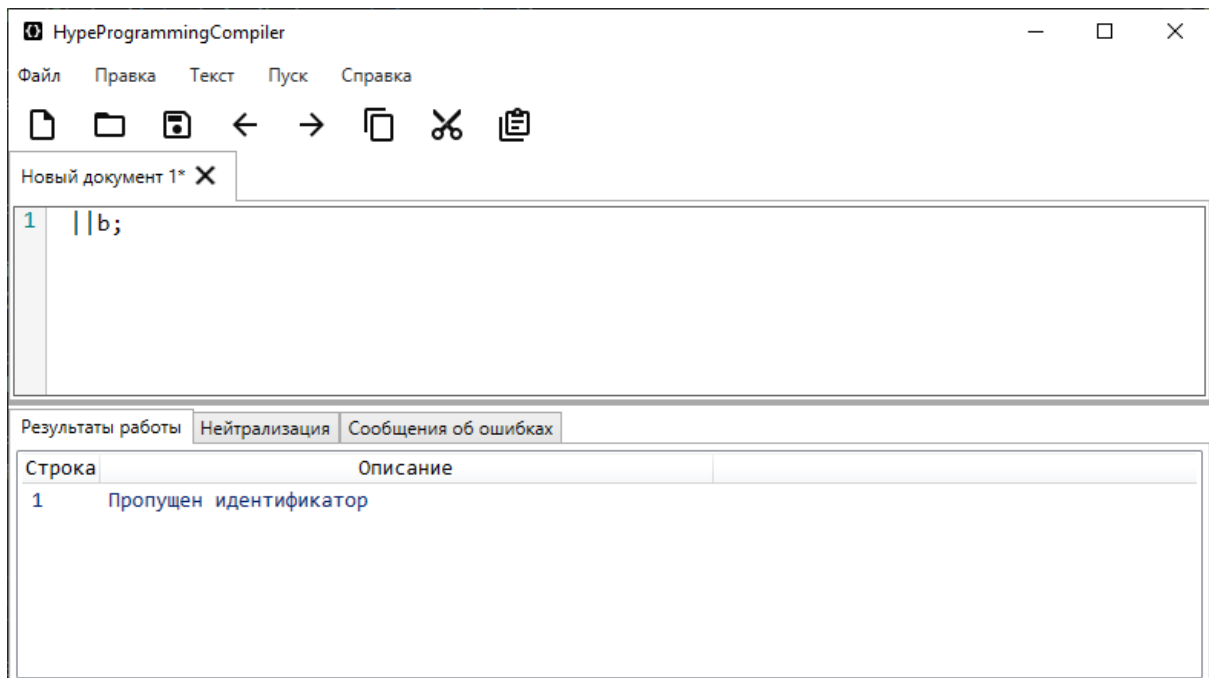 HypeProgrammingCompiler
Файл Правка Текст Пуск Справка
Новый документ 1*
1 ||b;
Результаты работы Нейтрализация Сообщения об ошибках
Строка Описание
1 Пропущен идентификатор